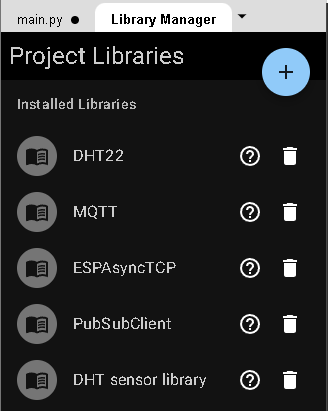 main.py ●
Library Manager
Project Libraries
Installed Libraries
DHT22
MQTT
ESPAsyncTCP
PubSubClient
DHT sensor library